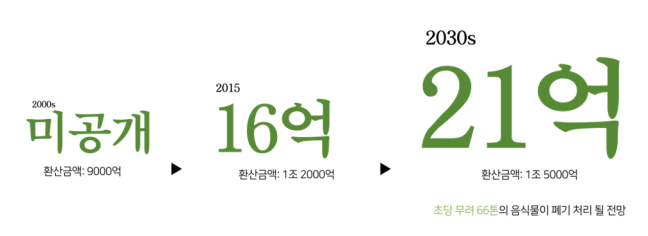 2000s
미공개
환산금액: 9000억
▶
2015
16억
환산금액: 1조 2000억
▶
2030s
21억
환산금액: 1조 5000억
초당 무려 66톤의 음식물이 폐기 처리 될 전망